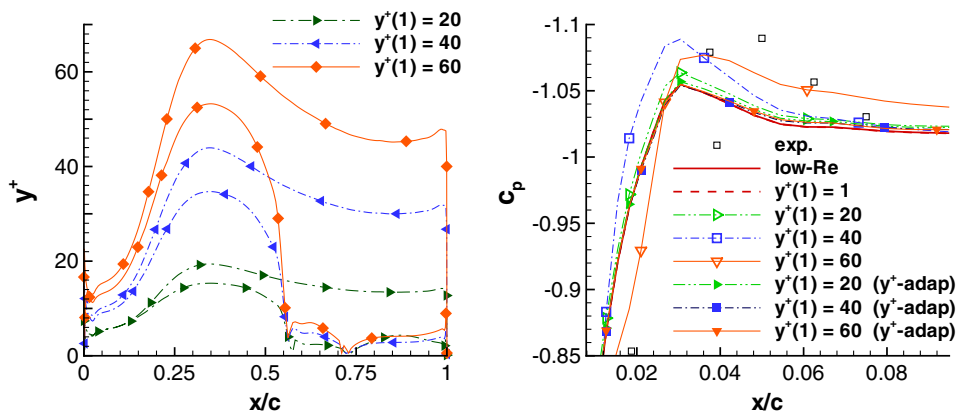 y⁺(1) = 20
y⁺(1) = 40
y⁺(1) = 60
y⁺
60
40
20
0
0 0.25 0.5 0.75 1
x/c
-1.1
-1.05
-1
-0.95
-0.9
-0.85
cₚ
exp.
low-Re
y⁺(1) = 1
y⁺(1) = 20
y⁺(1) = 40
y⁺(1) = 60
y⁺(1) = 20 (y⁺-adap)
y⁺(1) = 40 (y⁺-adap)
y⁺(1) = 60 (y⁺-adap)
0.02 0.04 0.06 0.08
x/c